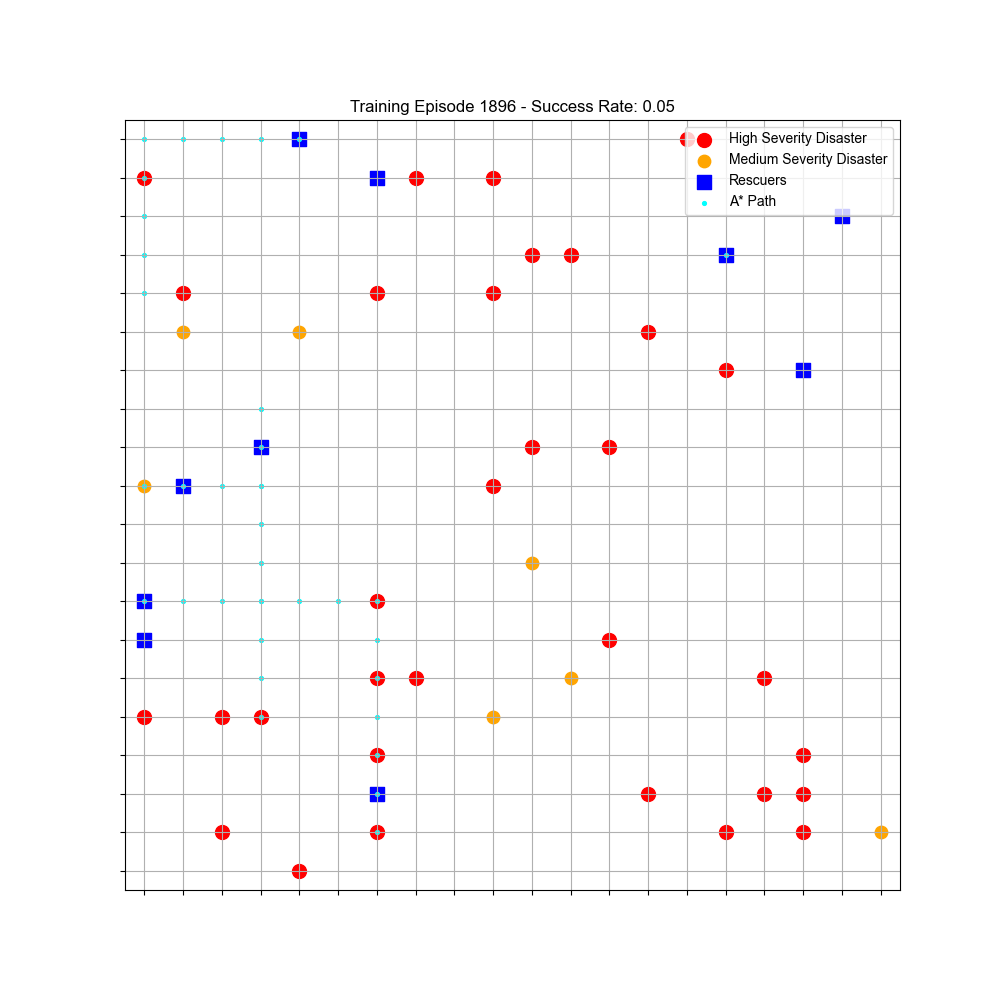 Training Episode 1896 - Success Rate: 0.05
High Severity Disaster
Medium Severity Disaster
Rescuers
A* Path